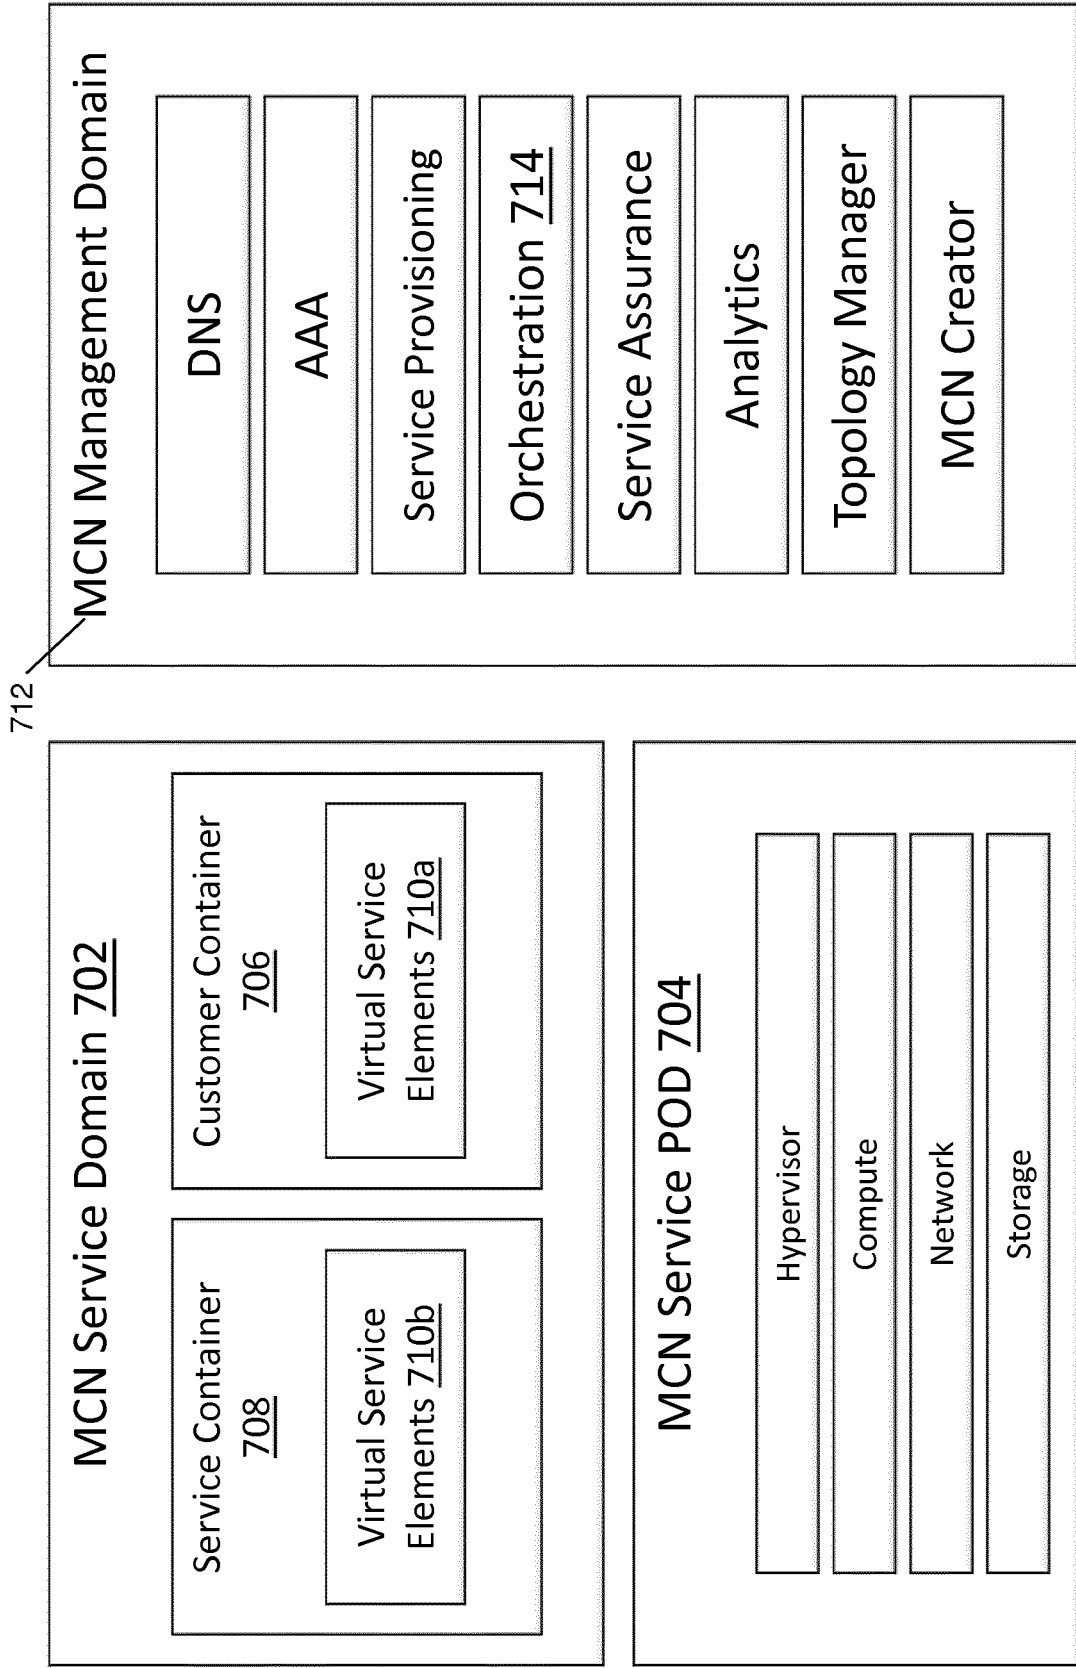 MCN Service Domain 702
Service Container
708
Virtual Service
Elements 710b
Customer Container
706
Virtual Service
Elements 710a
MCN Service POD 704
Hypervisor
Compute
Network
Storage
712
MCN Management Domain
DNS
AAA
Service Provisioning
Orchestration 714
Service Assurance
Analytics
Topology Manager
MCN Creator